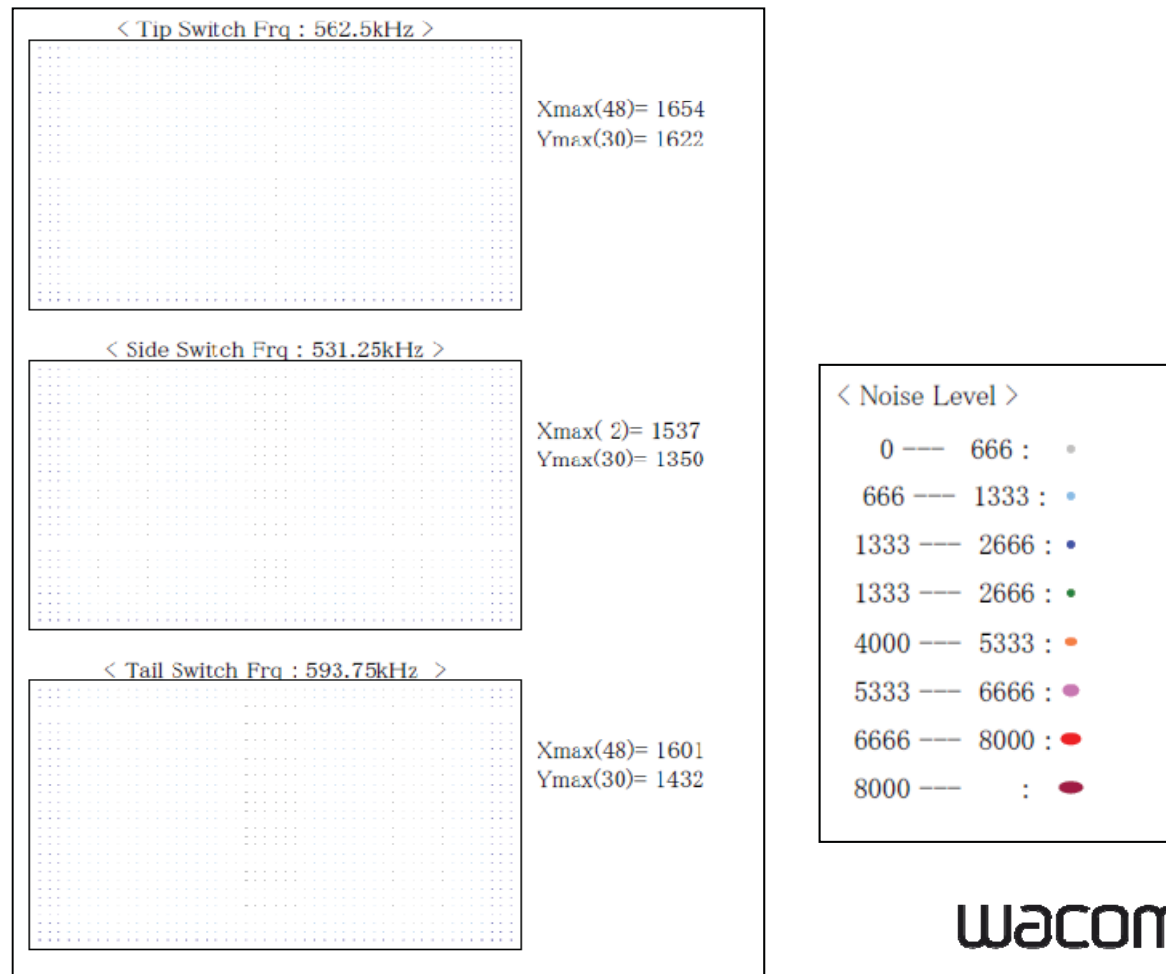 < Tip Switch Frq : 562.5kHz >
Xmax(48)= 1654
Ymax(30)= 1622
< Side Switch Frq : 531.25kHz >
Xmax( 2)= 1537
Ymax(30)= 1350
< Tail Switch Frq : 593.75kHz >
Xmax(48)= 1601
Ymax(30)= 1432
< Noise Level >
0 --- 666 :
666 --- 1333 :
1333 --- 2666 :
1333 --- 2666 :
4000 --- 5333 :
5333 --- 6666 :
6666 --- 8000 :
8000 --- :
wacom